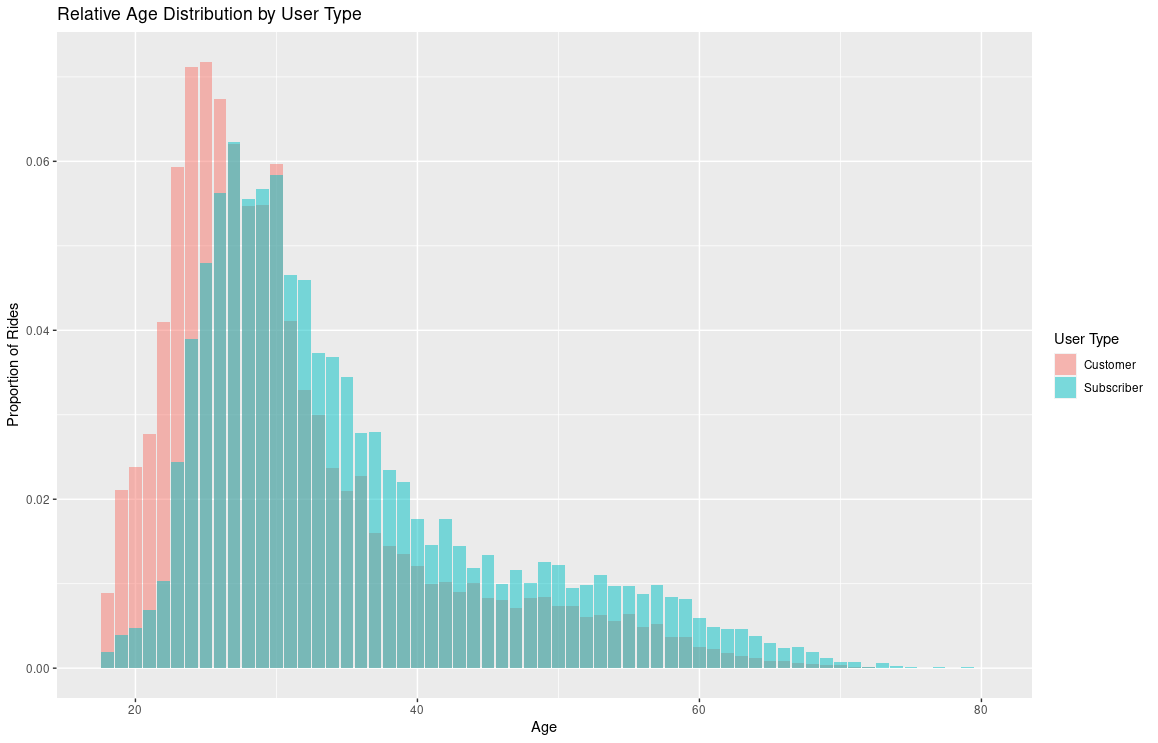 Relative Age Distribution by User Type
Proportion of Rides
0.06
0.04
0.02
0.00
20 40 60 80
Age
User Type
Customer
Subscriber